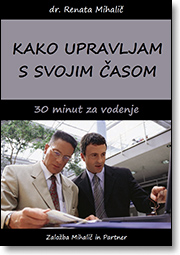 dr. Renata Mihalič
KAKO UPRAVLJAM
S SVOJIM ČASOM
30 minut za vodenje
Založba Mihalič in Partner